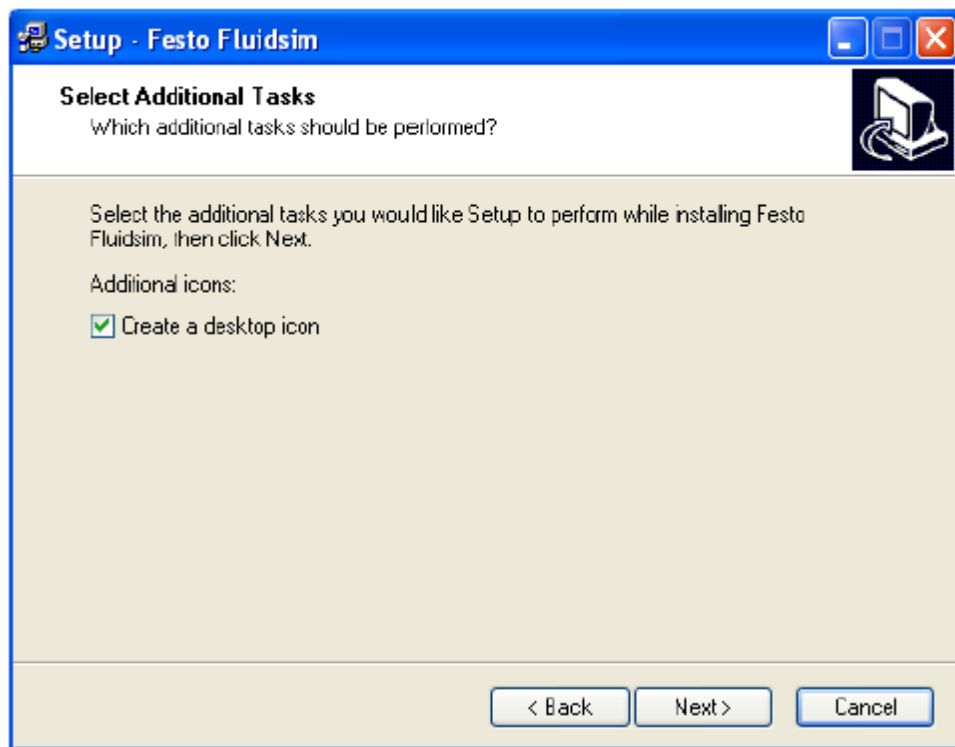 Setup - Festo Fluidsim
Select Additional Tasks
Which additional tasks should be performed?
Select the additional tasks you would like Setup to perform while installing Festo
Fluidsim, then click Next.
Additional icons:
Create a desktop icon
< Back
Next >
Cancel